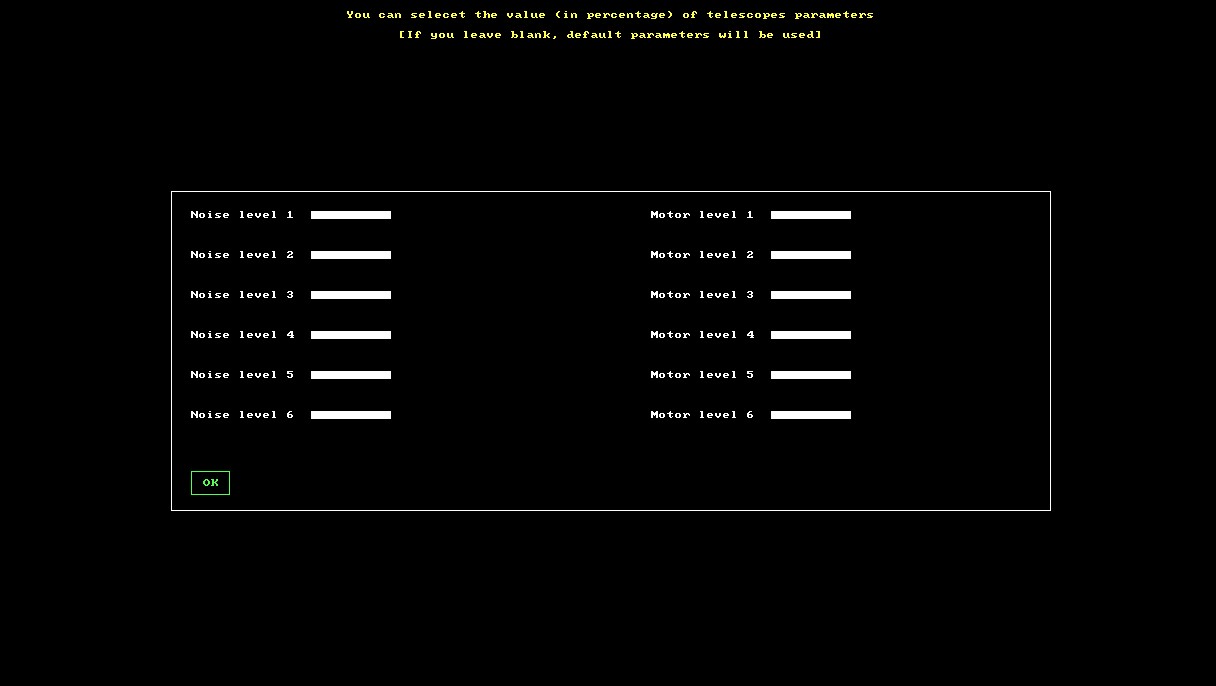 You can selecet the value (in percentage) of telescopes parameters
[If you leave blank, default parameters will be used]
Noise level 1 Motor level 1
Noise level 2 Motor level 2
Noise level 3 Motor level 3
Noise level 4 Motor level 4
Noise level 5 Motor level 5
Noise level 6 Motor level 6
OK